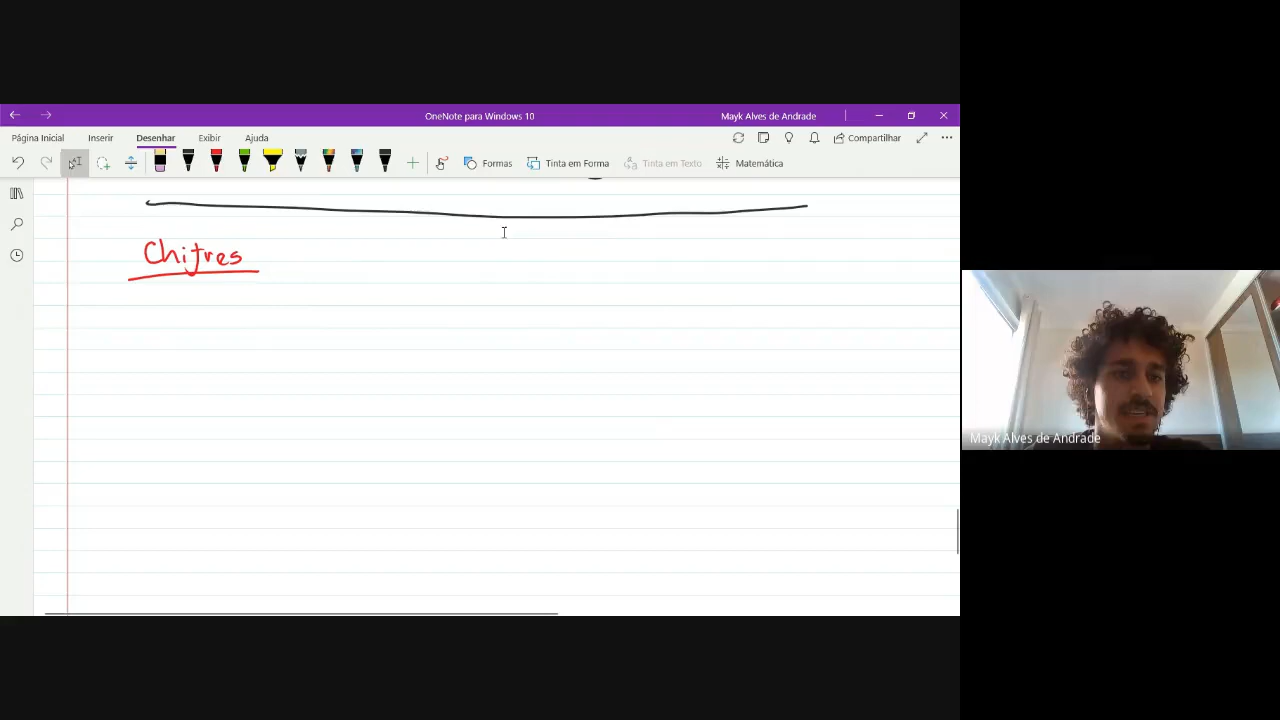 OneNote para Windows 10
Mayk Alves de Andrade
Página Inicial
Inserir
Desenhar
Exibir
Ajuda
Compartilhar
Formas
Tinta em Forma
Tinta em Texto
Matemática
Chifres
Mayk Alves de Andrade